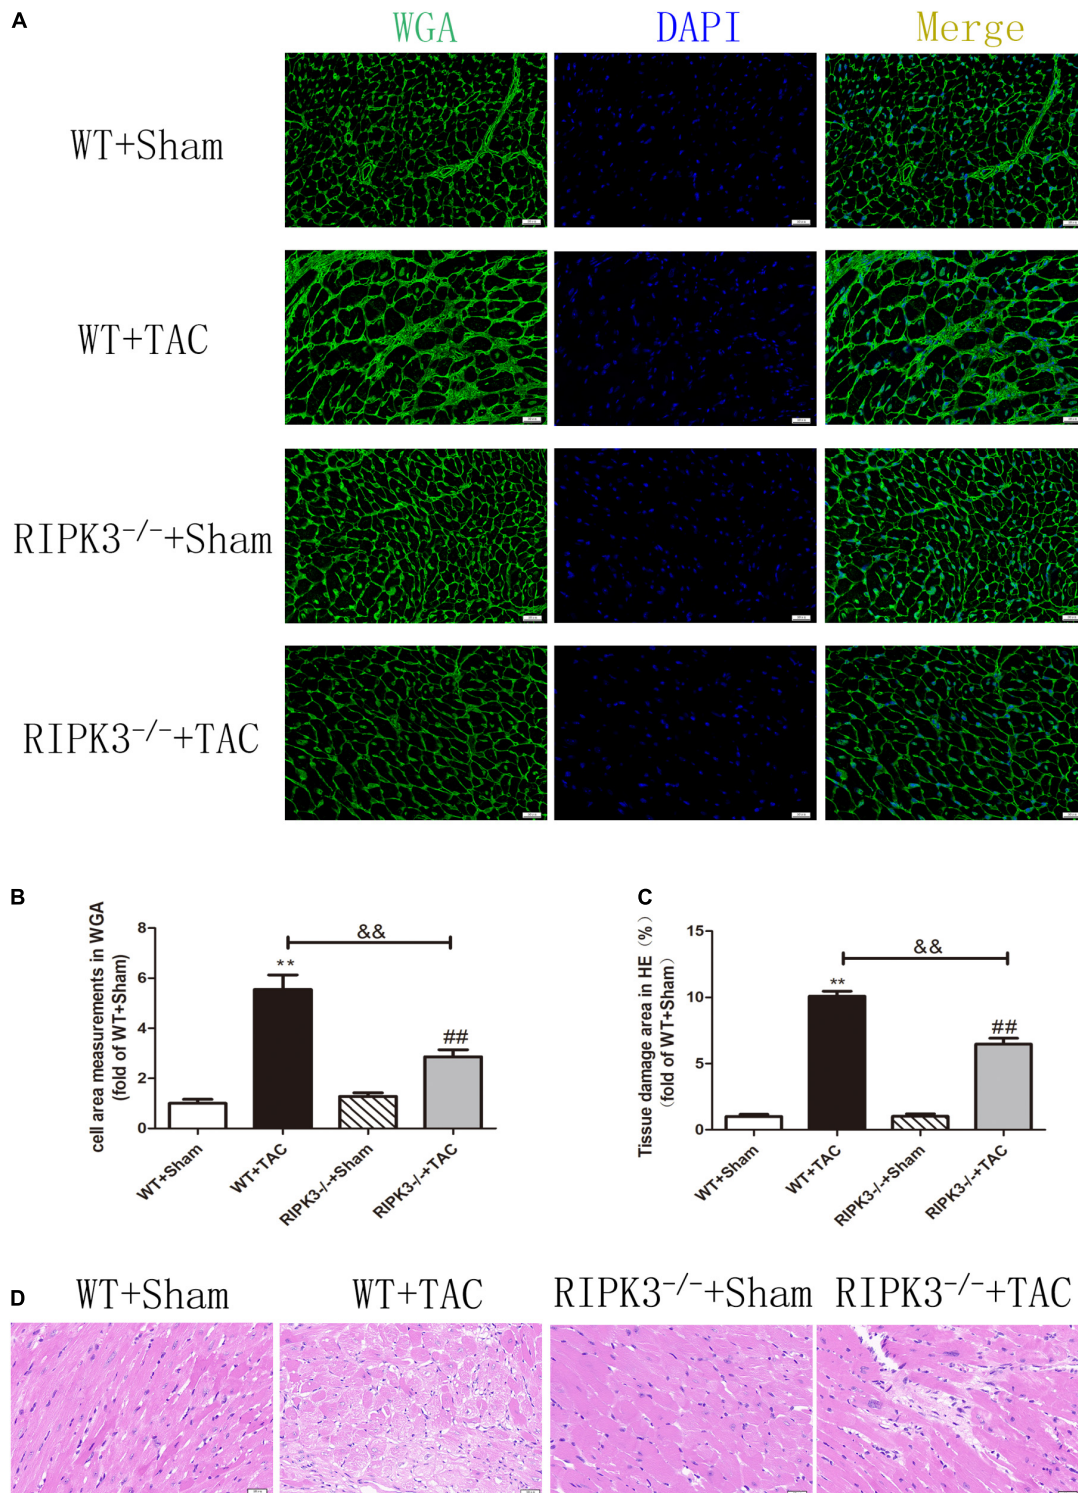 A
WGA
DAPI
Merge
WT+Sham
WT+TAC
RIPK3-/-+Sham
RIPK3-/-+TAC
B
cell area measurements in WGA
(fold of WT+Sham)
8
6
4
2
0
**
&&
##
WT+Sham
WT+TAC
RIPK3-/-+Sham
RIPK3-/-+TAC
C
Tissue damage area in HE (%)
(fold of WT+Sham)
15
10
5
0
**
&&
##
WT+Sham
WT+TAC
RIPK3-/-+Sham
RIPK3-/-+TAC
D
WT+Sham
WT+TAC
RIPK3-/-+Sham
RIPK3-/-+TAC